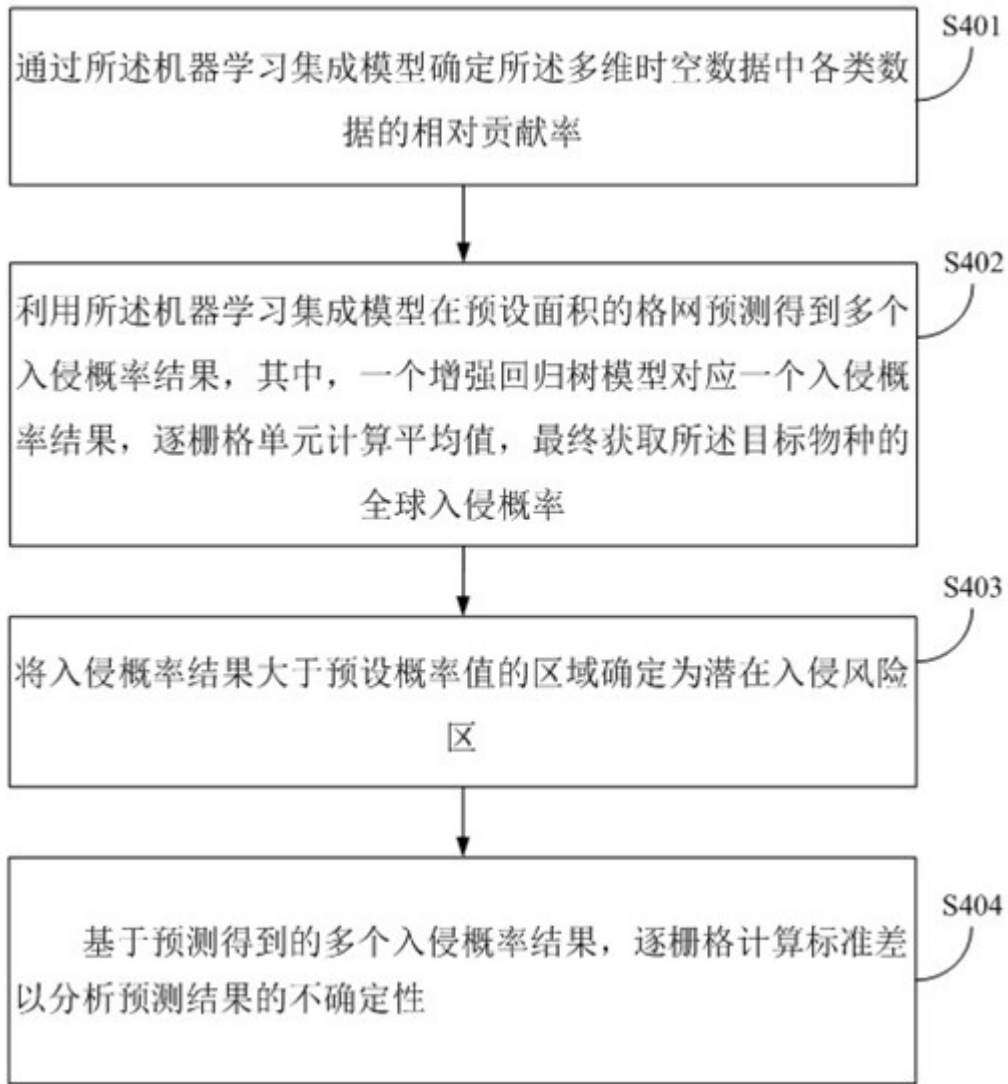 S401
通过所述机器学习集成模型确定所述多维时空数据中各类数
据的相对贡献率
S402
利用所述机器学习集成模型在预设面积的格网预测得到多个
入侵概率结果，其中，一个增强回归树模型对应一个入侵概
率结果，逐栅格单元计算平均值，最终获取所述目标物种的
全球入侵概率
S403
将入侵概率结果大于预设概率值的区域确定为潜在入侵风险
区
S404
基于预测得到的多个入侵概率结果，逐栅格计算标准差
以分析预测结果的不确定性